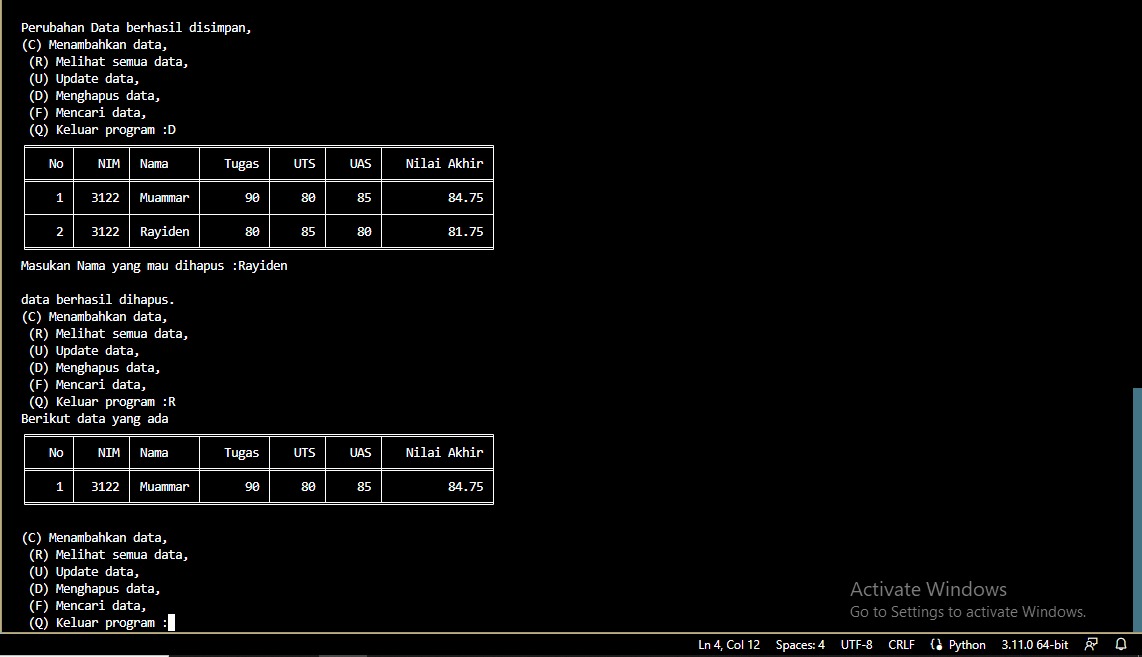 Perubahan Data berhasil disimpan,
(C) Menambahkan data,
(R) Melihat semua data,
(U) Update data,
(D) Menghapus data,
(F) Mencari data,
(Q) Keluar program :D
No NIM Nama Tugas UTS UAS Nilai Akhir
1 3122 Muammar 90 80 85 84.75
2 3122 Rayiden 80 85 80 81.75
Masukan Nama yang mau dihapus :Rayiden
data berhasil dihapus.
(C) Menambahkan data,
(R) Melihat semua data,
(U) Update data,
(D) Menghapus data,
(F) Mencari data,
(Q) Keluar program :R
Berikut data yang ada
No NIM Nama Tugas UTS UAS Nilai Akhir
1 3122 Muammar 90 80 85 84.75
(C) Menambahkan data,
(R) Melihat semua data,
(U) Update data,
(D) Menghapus data,
(F) Mencari data,
(Q) Keluar program :
Activate Windows
Go to Settings to activate Windows.
Ln 4, Col 12 Spaces: 4 UTF-8 CRLF Python 3.11.0 64-bit